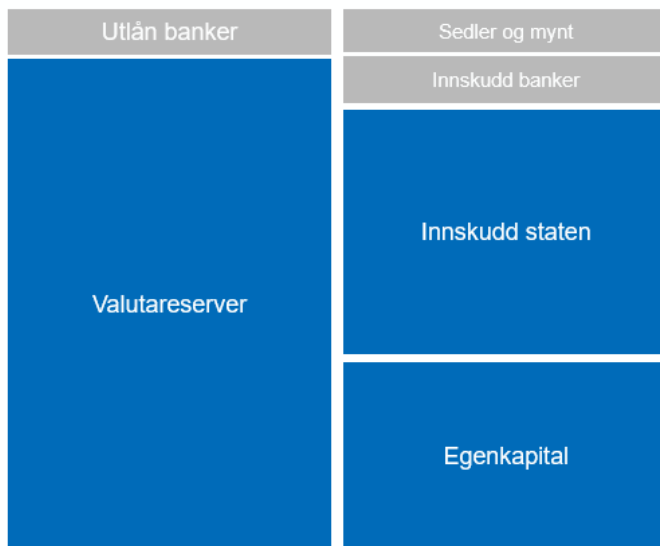 Utlån banker
Valutareserver
Sedler og mynt
Innskudd banker
Innskudd staten
Egenkapital